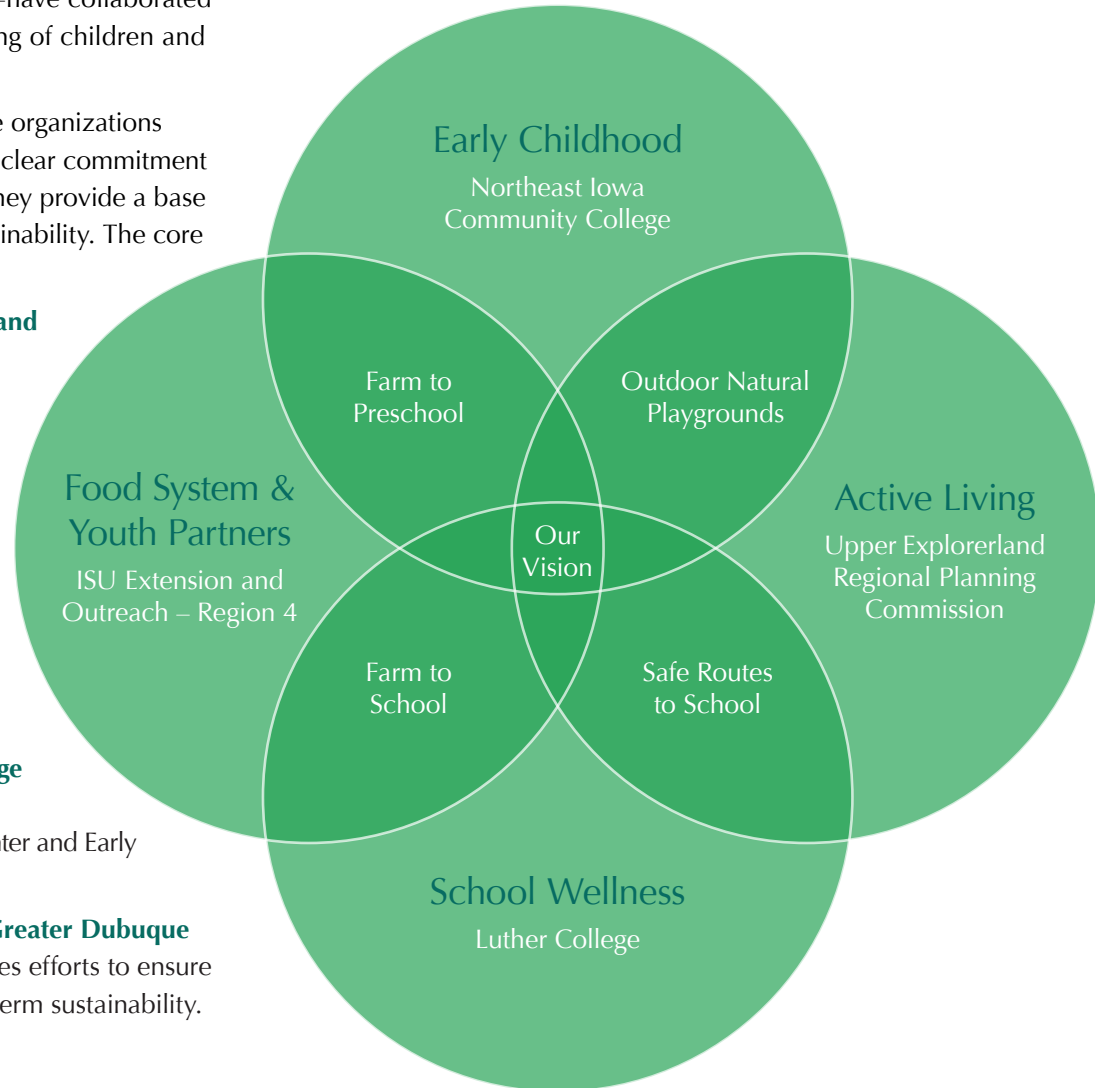 have collaborated
ng of children and
e organizations
clear commitment
hey provide a base
inability. The core
and
ge
nter and Early
Greater Dubuque
es efforts to ensure
term sustainability.
Early Childhood
Northeast Iowa
Community College
Farm to
Preschool
Outdoor Natural
Playgrounds
Food System &
Youth Partners
ISU Extension and
Outreach – Region 4
Our
Vision
Active Living
Upper Explorerland
Regional Planning
Commission
Farm to
School
Safe Routes
to School
School Wellness
Luther College